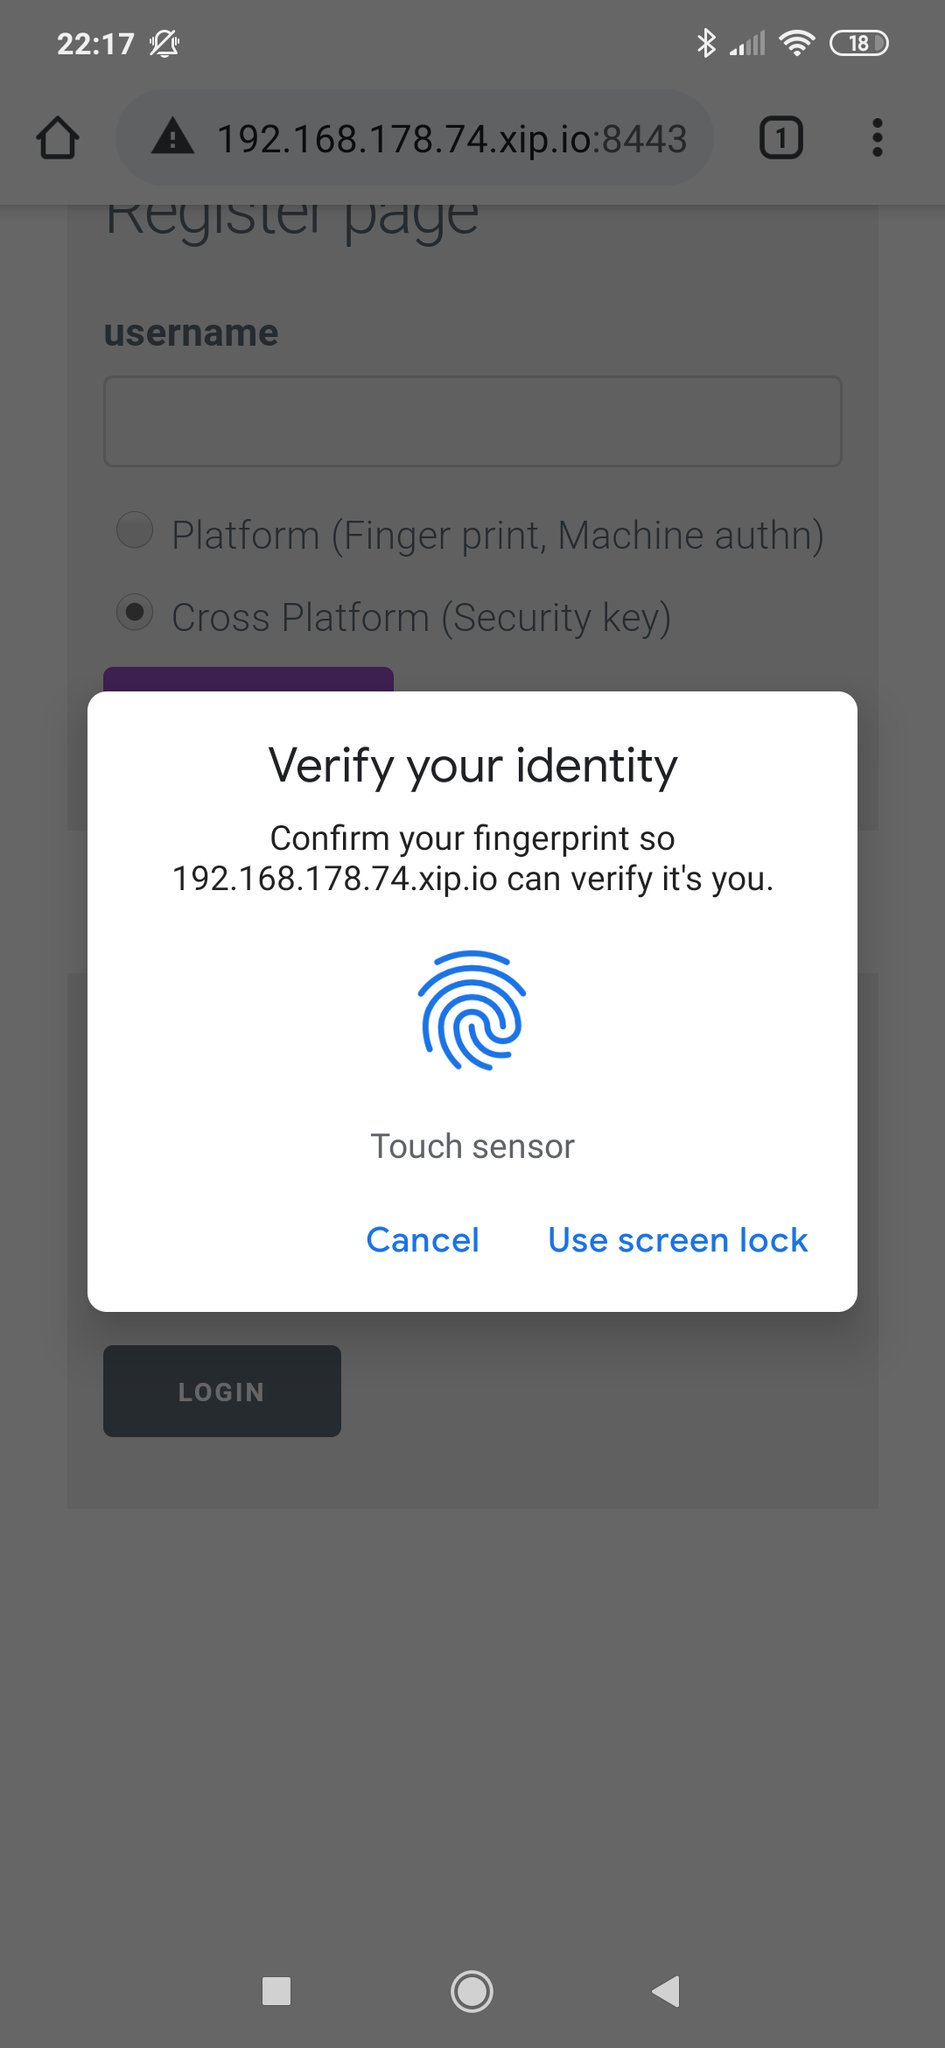 22:17
18
192.168.178.74.xip.io:8443
1
Register page
username
Platform (Finger print, Machine authn)
Cross Platform (Security key)
Verify your identity
Confirm your fingerprint so
192.168.178.74.xip.io can verify it's you.
Touch sensor
Cancel
Use screen lock
LOGIN